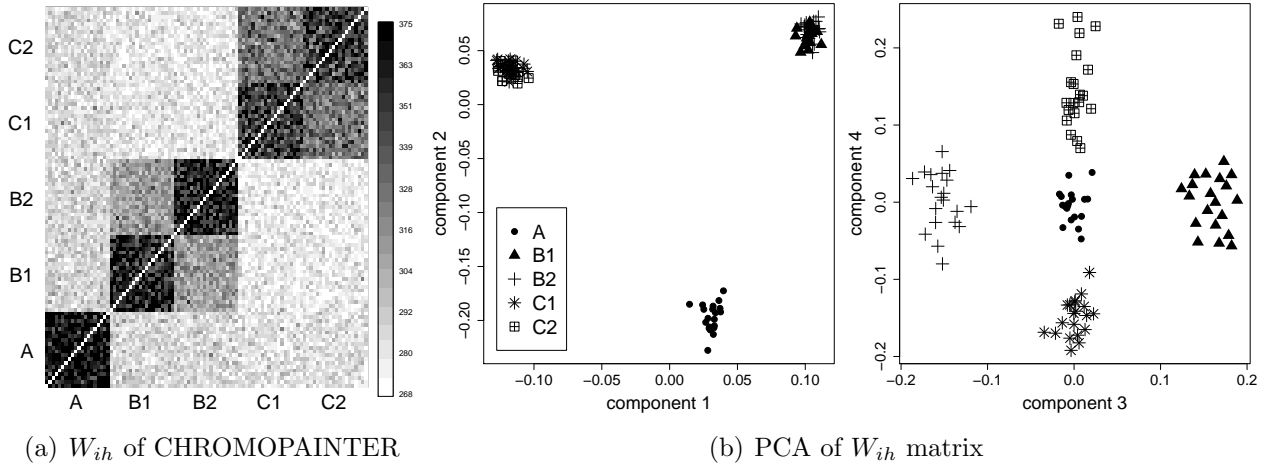 C2
C1
B2
B1
A
A B1 B2 C1 C2
375
363
351
339
328
316
304
292
280
268
component 2
0.05
0.00
−0.05
−0.10
−0.15
−0.20
A
B1
B2
C1
C2
−0.10 −0.05 0.00 0.05 0.10
component 1
component 4
0.2
0.1
0.0
−0.1
−0.2
−0.2 −0.1 0.0 0.1 0.2
component 3
(a) W_ih of CHROMOPAINTER
(b) PCA of W_ih matrix